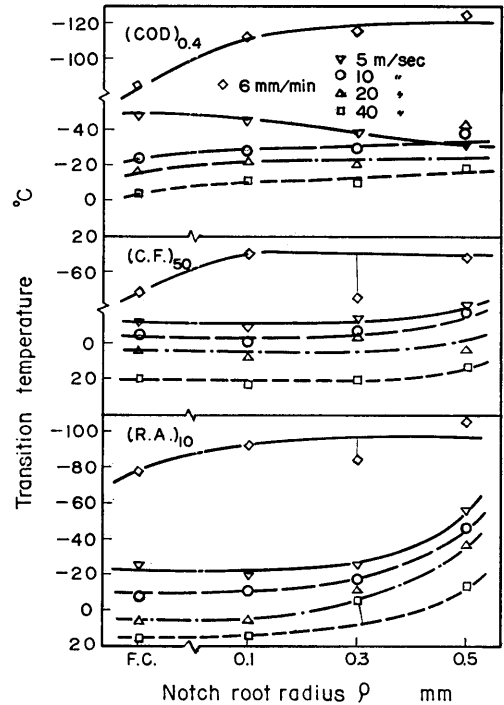 (COD)0.4
▽ 5 m/sec
◇ 6 mm/min
○ 10 〃
△ 20 〃
□ 40 〃
-120
-100
-40
-20
0
20
(C.F.)50
-60
0
20
(R.A.)10
-100
-80
-60
-40
-20
0
20
Transition temperature °C
F.C. 0.1 0.3 0.5
Notch root radius ρ mm